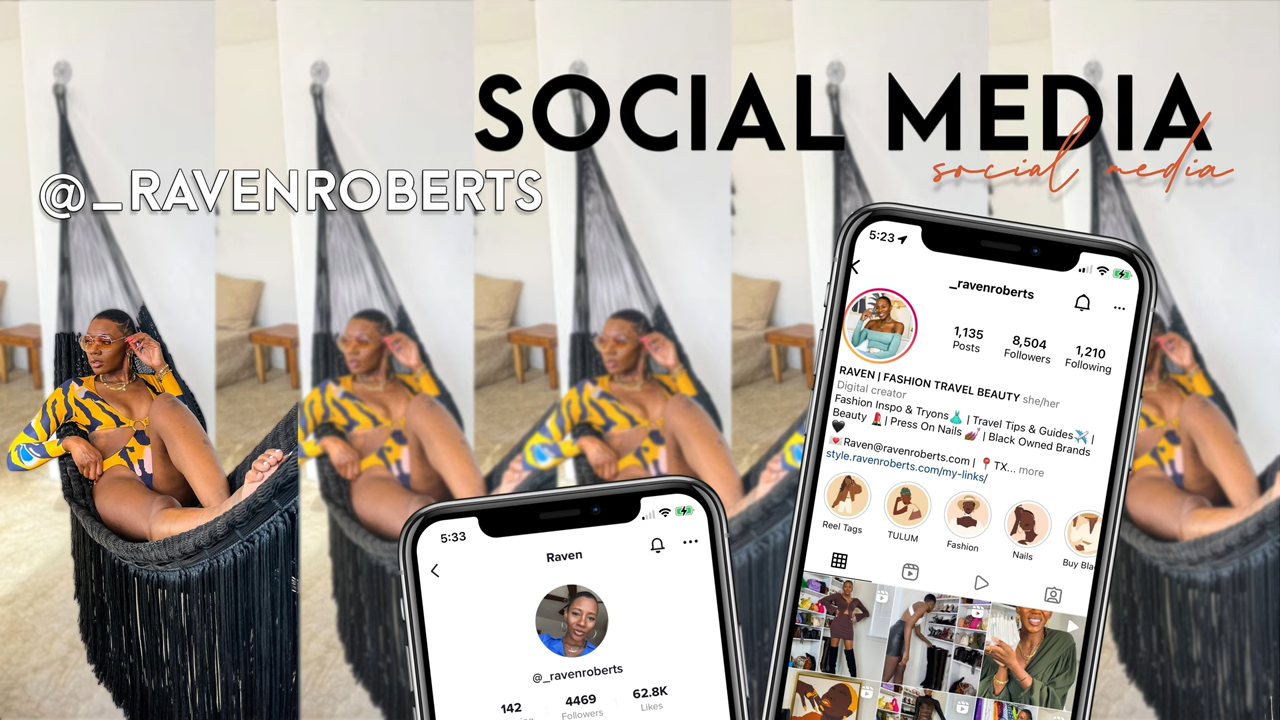 SOCIAL MEDIA
social media
@_RAVENROBERTS
5:23
_ravenroberts
1,135
Posts
8,504
Followers
1,210
Following
RAVEN | FASHION TRAVEL BEAUTY she/her
Digital creator
Fashion Inspo & Tryons👗 | Travel Tips & Guides✈️ |
Beauty 💄 | Press On Nails 💅🏾 | Black Owned Brands
🖤
💌Raven@ravenroberts.com | 📍TX... more
style.ravenroberts.com/my-links/
Reel Tags
TULUM
Fashion
Nails
Buy Bla
5:33
Raven
@_ravenroberts
142
4469
Followers
62.8K
Likes